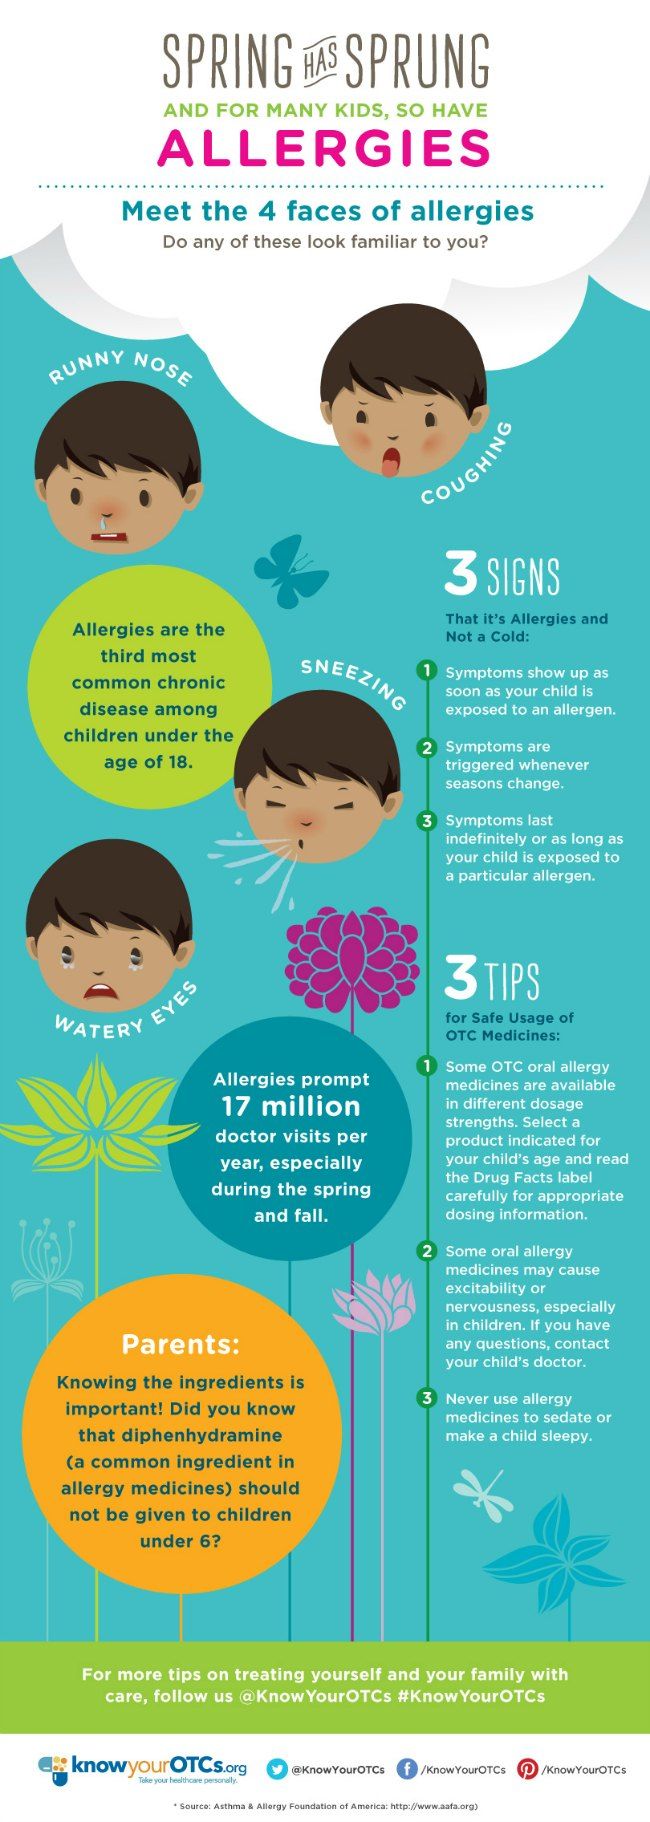 SPRING HAS SPRUNG
AND FOR MANY KIDS, SO HAVE
ALLERGIES
Meet the 4 faces of allergies
Do any of these look familiar to you?
RUNNY NOSE
COUGHING
Allergies are the
third most
common chronic
disease among
children under the
age of 18.
SNEEZING
WATERY EYES
3 SIGNS
That it's Allergies and
Not a Cold:
1 Symptoms show up as
soon as your child is
exposed to an allergen.
2 Symptoms are
triggered whenever
seasons change.
3 Symptoms last
indefinitely or as long as
your child is exposed to
a particular allergen.
Allergies prompt
17 million
doctor visits per
year, especially
during the spring
and fall.
3 TIPS
for Safe Usage of
OTC Medicines:
1 Some OTC oral allergy
medicines are available
in different dosage
strengths. Select a
product indicated for
your child's age and read
the Drug Facts label
carefully for appropriate
dosing information.
2 Some oral allergy
medicines may cause
excitability or
nervousness, especially
in children. If you have
any questions, contact
your child's doctor.
3 Never use allergy
medicines to sedate or
make a child sleepy.
Parents:
Knowing the ingredients is
important! Did you know
that diphenhydramine
(a common ingredient in
allergy medicines) should
not be given to children
under 6?
For more tips on treating yourself and your family with
care, follow us @KnowYourOTCs #KnowYourOTCs
knowyourOTCs.org
Take your healthcare personally.
@KnowYourOTCs
/KnowYourOTCs
/KnowYourOTCs
* Source: Asthma & Allergy Foundation of America: http://www.aafa.org)